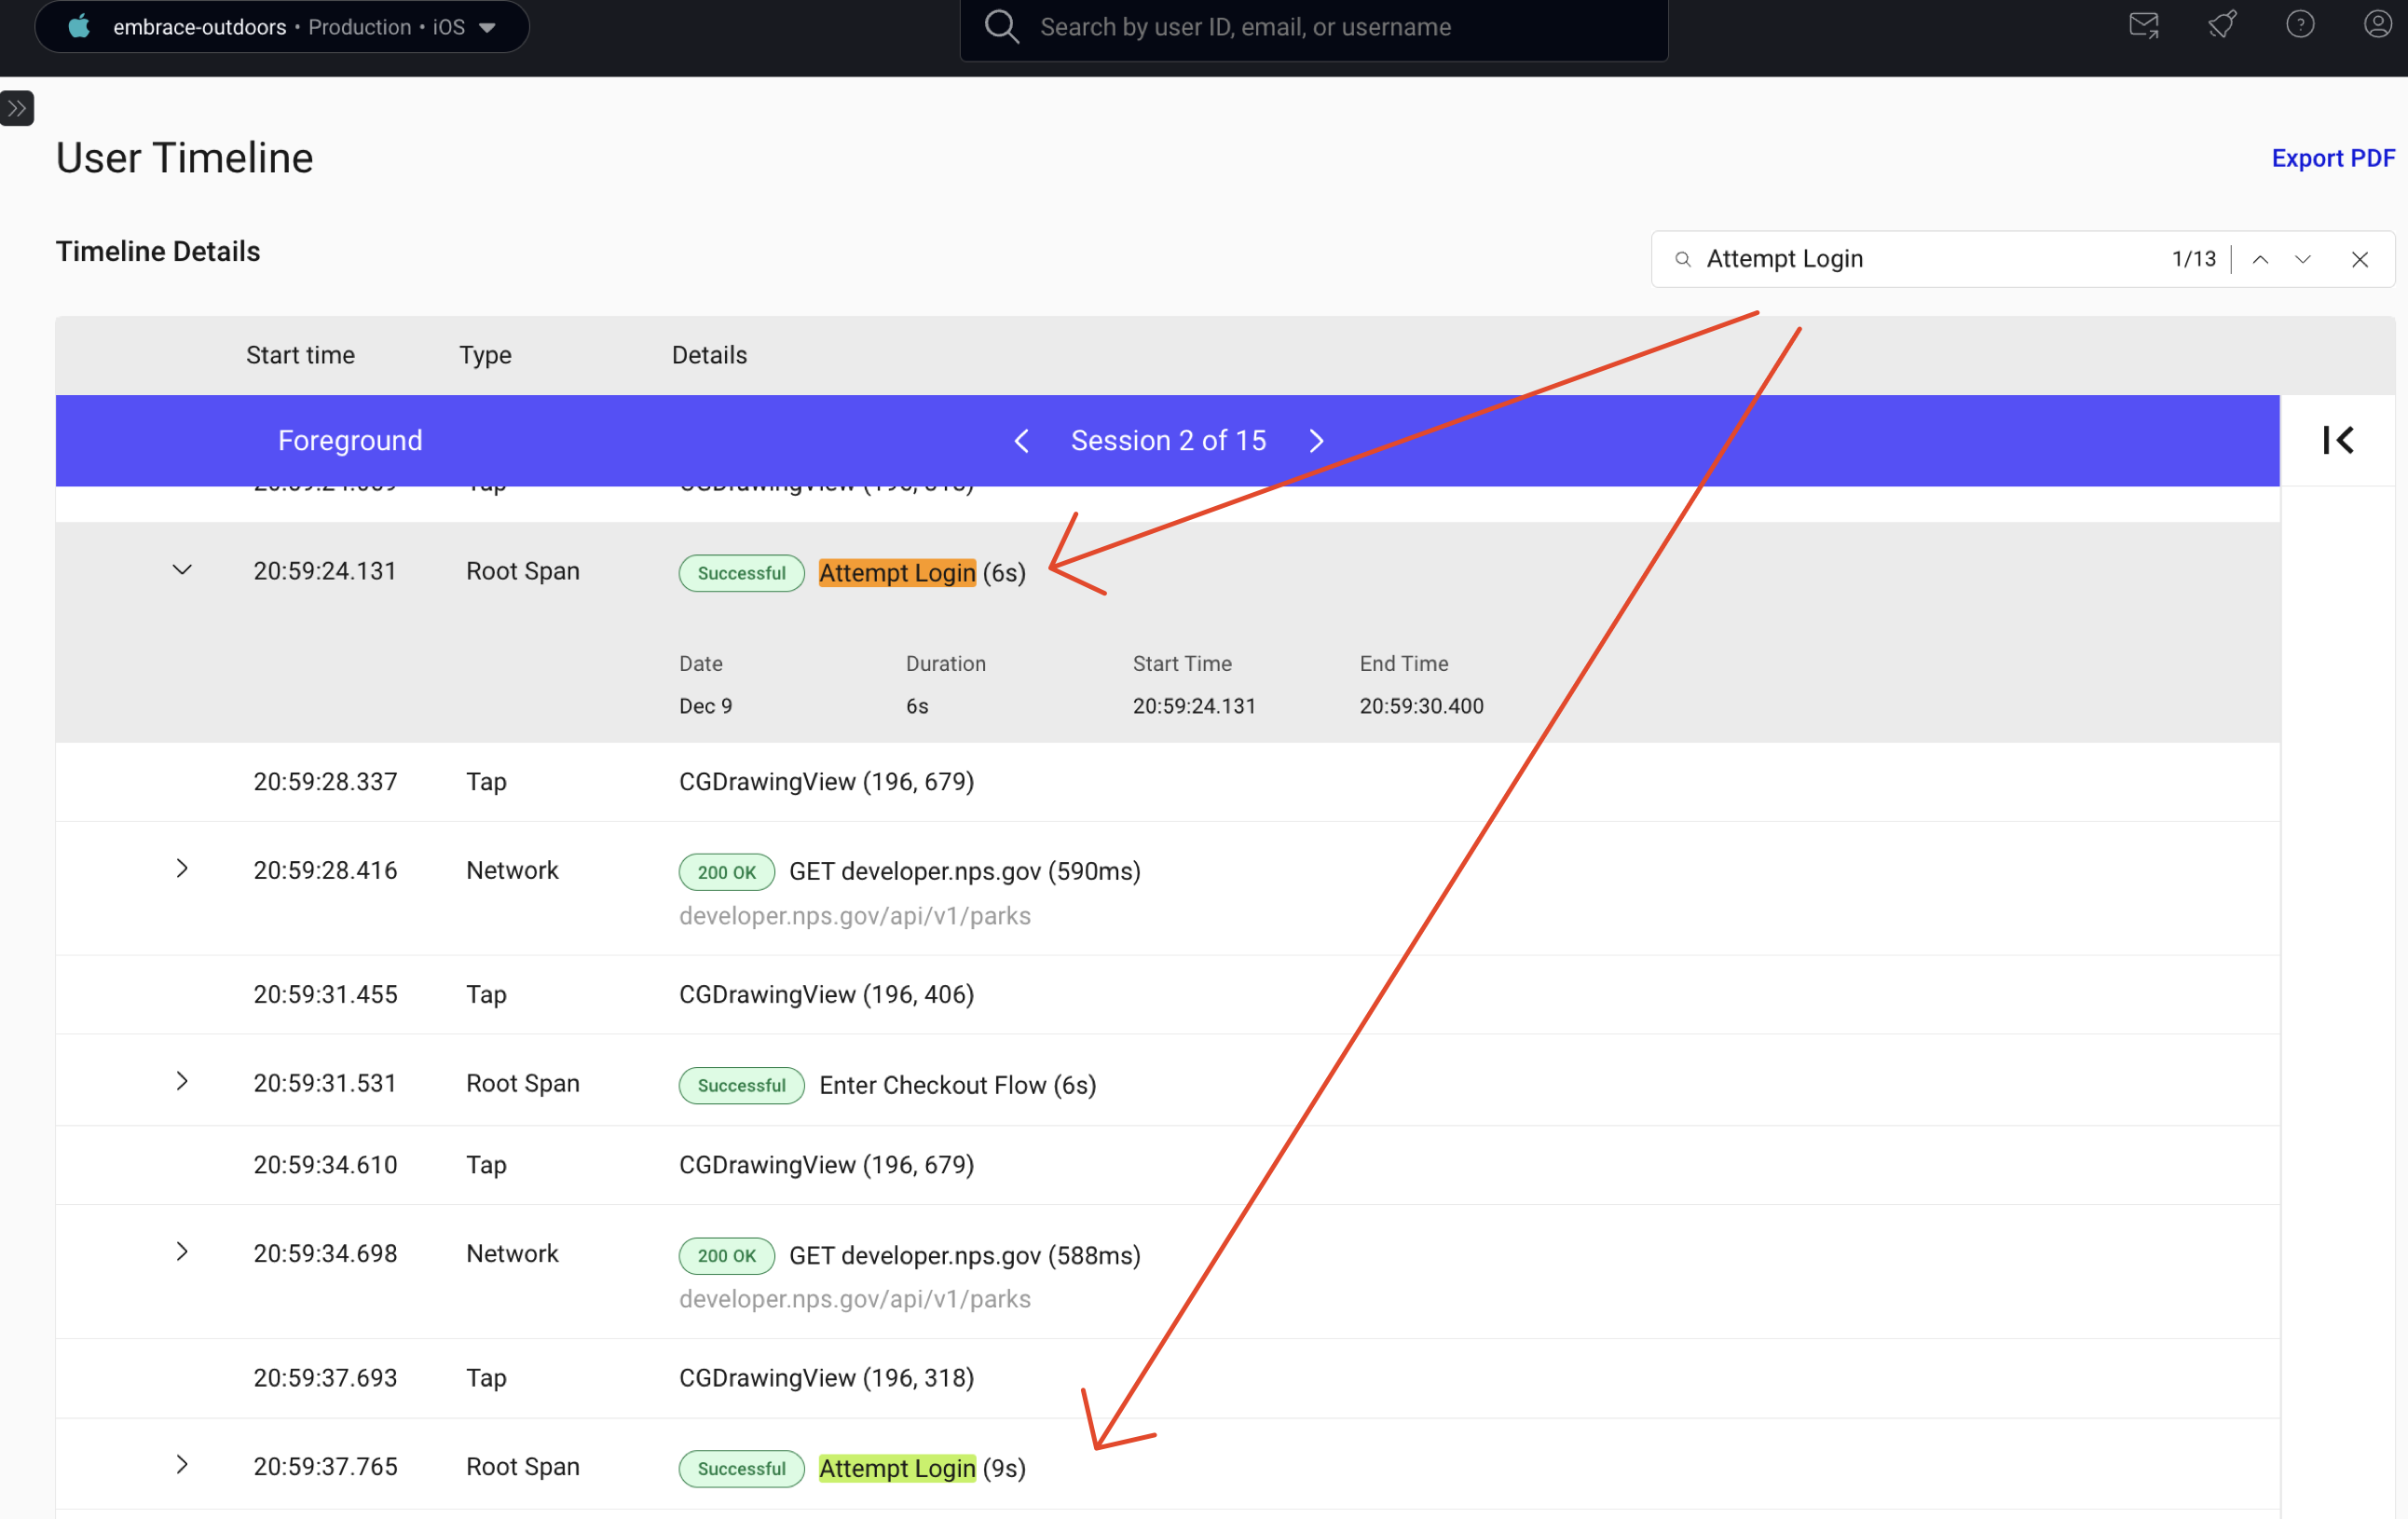 embrace-outdoors • Production • iOS
Search by user ID, email, or username
User Timeline
Export PDF
Timeline Details
Attempt Login 1/13
Start time Type Details
Foreground Session 2 of 15
20:59:24.131 Root Span Successful Attempt Login (6s)
Date Duration Start Time End Time
Dec 9 6s 20:59:24.131 20:59:30.400
20:59:28.337 Tap CGDrawingView (196, 679)
20:59:28.416 Network 200 OK GET developer.nps.gov (590ms)
developer.nps.gov/api/v1/parks
20:59:31.455 Tap CGDrawingView (196, 406)
20:59:31.531 Root Span Successful Enter Checkout Flow (6s)
20:59:34.610 Tap CGDrawingView (196, 679)
20:59:34.698 Network 200 OK GET developer.nps.gov (588ms)
developer.nps.gov/api/v1/parks
20:59:37.693 Tap CGDrawingView (196, 318)
20:59:37.765 Root Span Successful Attempt Login (9s)